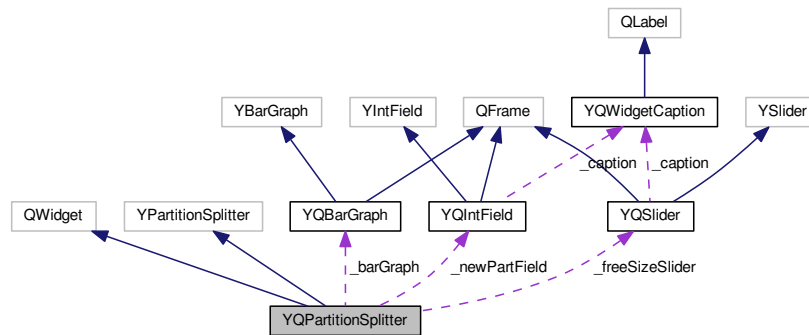 QLabel
YBarGraph
YIntField
QFrame
YQWidgetCaption
YSlider
_caption
_caption
QWidget
YPartitionSplitter
YQBarGraph
YQIntField
YQSlider
_barGraph
_newPartField
_freeSizeSlider
YQPartitionSplitter